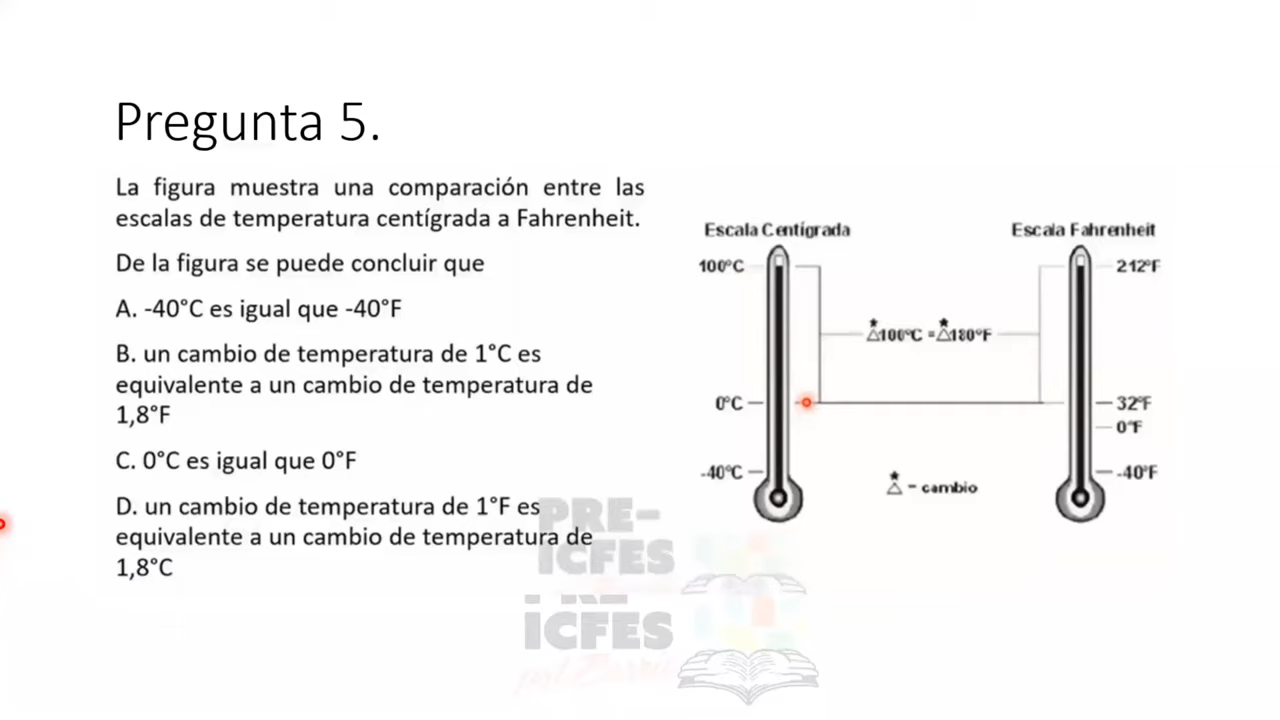 Pregunta 5.
La figura muestra una comparación entre las
escalas de temperatura centígrada a Fahrenheit.
De la figura se puede concluir que
A. -40°C es igual que -40°F
B. un cambio de temperatura de 1°C es
equivalente a un cambio de temperatura de
1,8°F
C. 0°C es igual que 0°F
D. un cambio de temperatura de 1°F es
equivalente a un cambio de temperatura de
1,8°C
Escala Centígrada
Escala Fahrenheit
100°C
212°F
*△100°C = *△180°F
0°C
32°F
0°F
-40°C
-40°F
*△ - cambio
PRE-
ICFES
ICFES